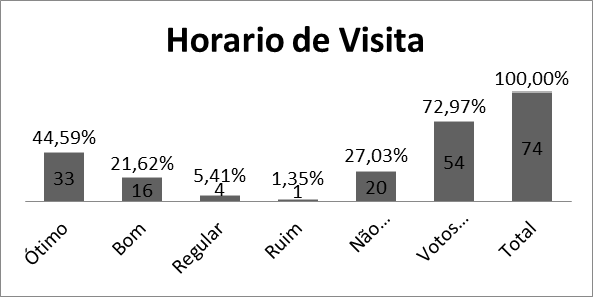 Horario de Visita
44,59%
21,62%
5,41%
1,35%
27,03%
72,97%
100,00%
33
16
4
1
20
54
74
Ótimo
Bom
Regular
Ruim
Não...
Votos...
Total